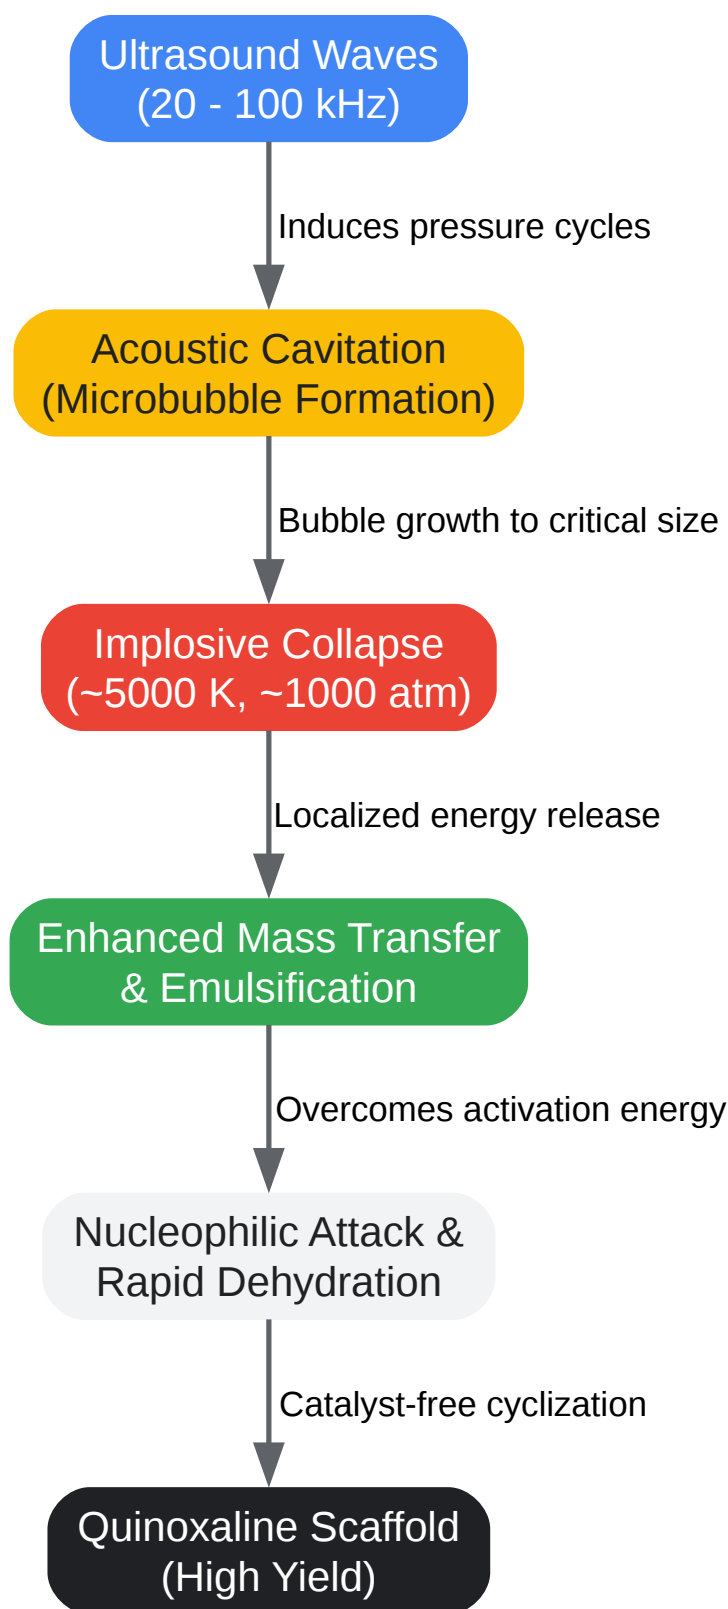 Ultrasound Waves
(20 - 100 kHz)
Induces pressure cycles
Acoustic Cavitation
(Microbubble Formation)
Bubble growth to critical size
Implosive Collapse
(~5000 K, ~1000 atm)
Localized energy release
Enhanced Mass Transfer
& Emulsification
Overcomes activation energy
Nucleophilic Attack &
Rapid Dehydration
Catalyst-free cyclization
Quinoxaline Scaffold
(High Yield)